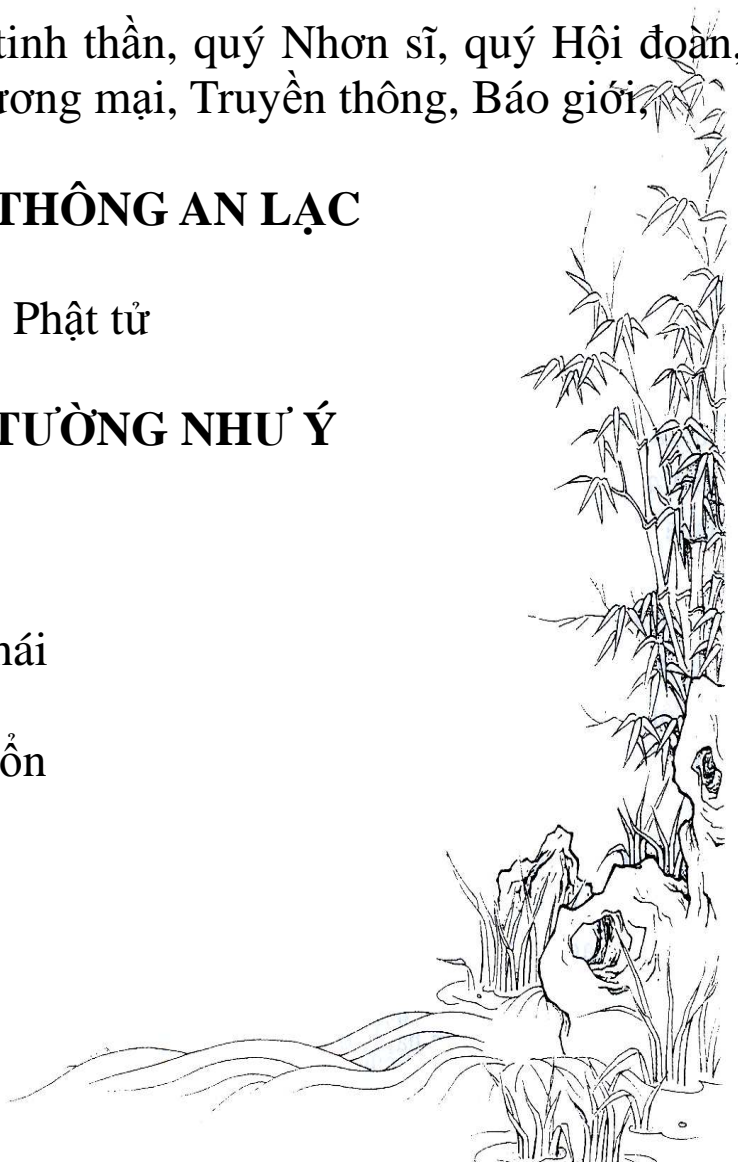 tinh thần, quý Nhơn sĩ, quý Hội đoàn,
ương mại, Truyền thông, Báo giới,
THÔNG AN LẠC
Phật tử
TƯỜNG NHƯ Ý
hái
ổn